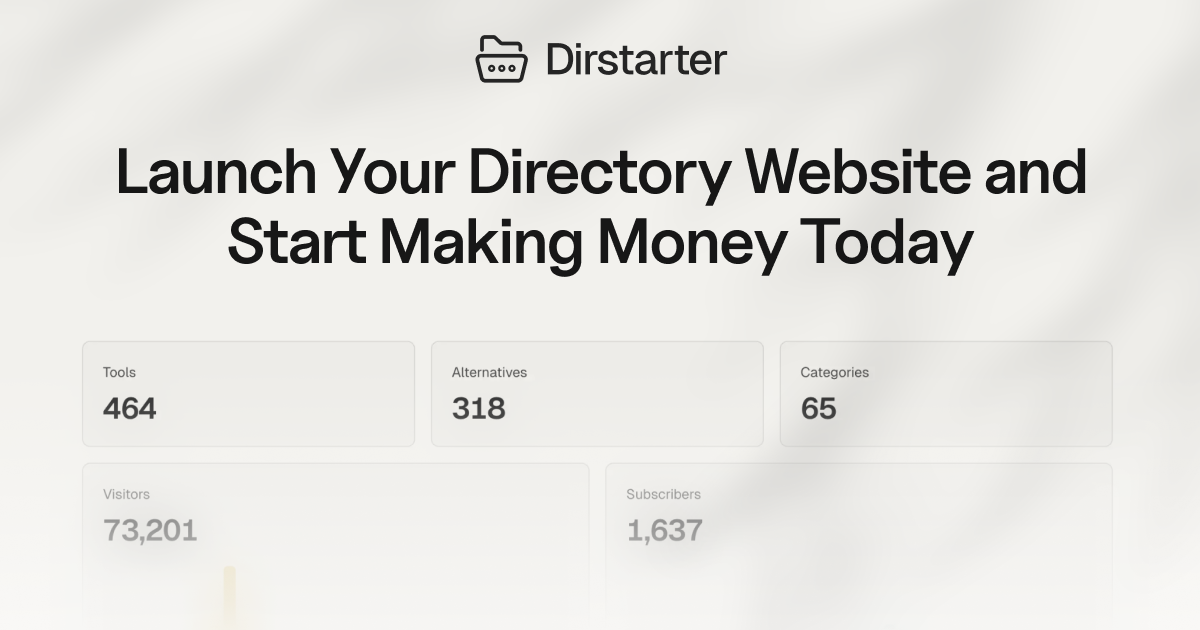 Dirstarter
Launch Your Directory Website and
Start Making Money Today
Tools
Alternatives
Categories
464
318
65
Visitors
Subscribers
73,201
1,637